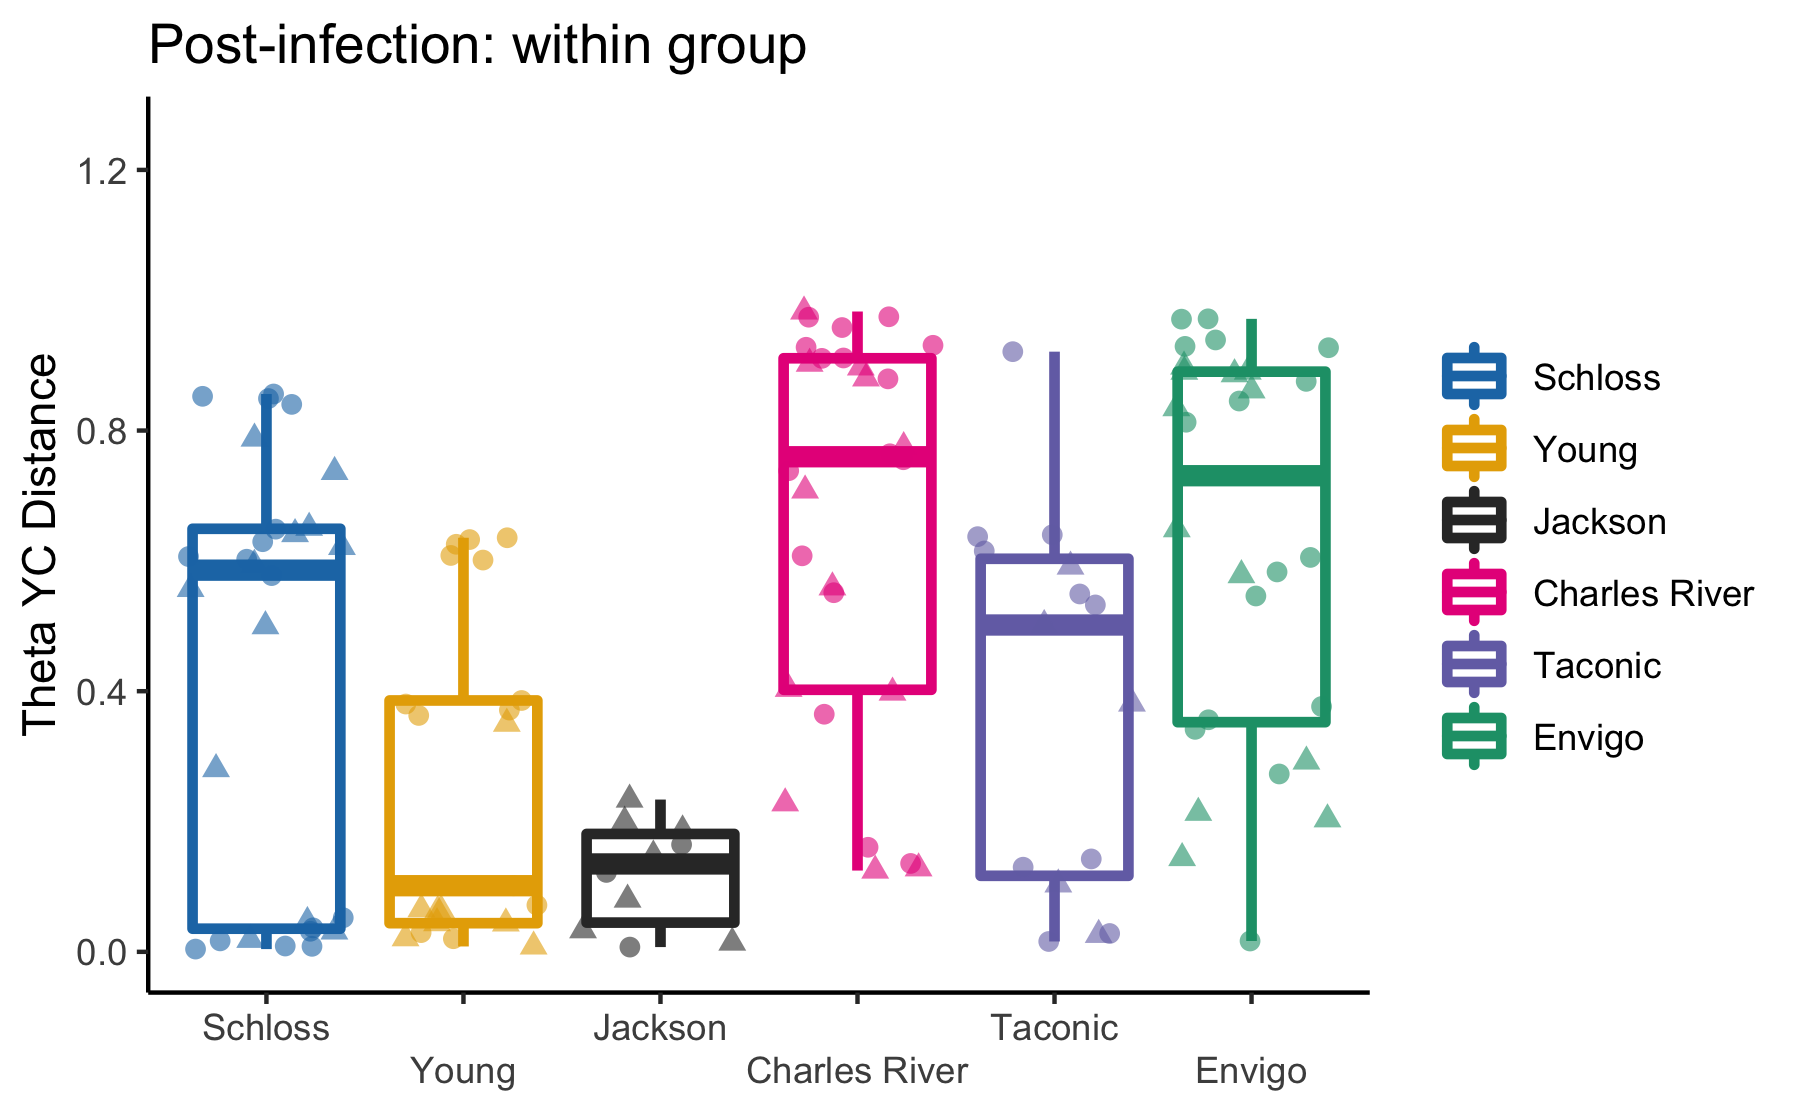 Post-infection: within group
Theta YC Distance
1.2
0.8
0.4
0.0
Schloss
Young
Jackson
Charles River
Taconic
Envigo
Schloss
Young
Jackson
Charles River
Taconic
Envigo